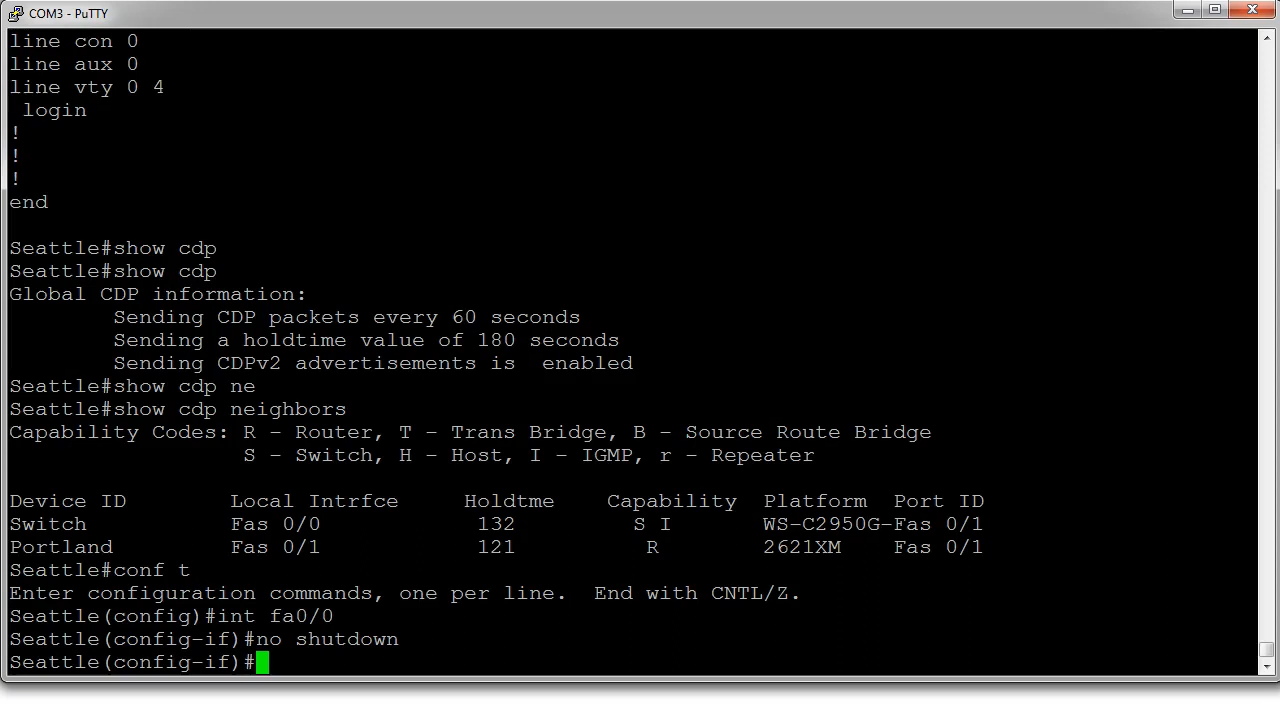 COM3 - PuTTY
line con 0
line aux 0
line vty 0 4
 login
!
!
!
end

Seattle#show cdp
Seattle#show cdp
Global CDP information:
        Sending CDP packets every 60 seconds
        Sending a holdtime value of 180 seconds
        Sending CDPv2 advertisements is  enabled
Seattle#show cdp ne
Seattle#show cdp neighbors
Capability Codes: R - Router, T - Trans Bridge, B - Source Route Bridge
                  S - Switch, H - Host, I - IGMP, r - Repeater

Device ID        Local Intrfce     Holdtme    Capability  Platform  Port ID
Switch           Fas 0/0            132         S I       WS-C2950G-Fas 0/1
Portland         Fas 0/1            121          R        2621XM    Fas 0/1
Seattle#conf t
Enter configuration commands, one per line.  End with CNTL/Z.
Seattle(config)#int fa0/0
Seattle(config-if)#no shutdown
Seattle(config-if)#